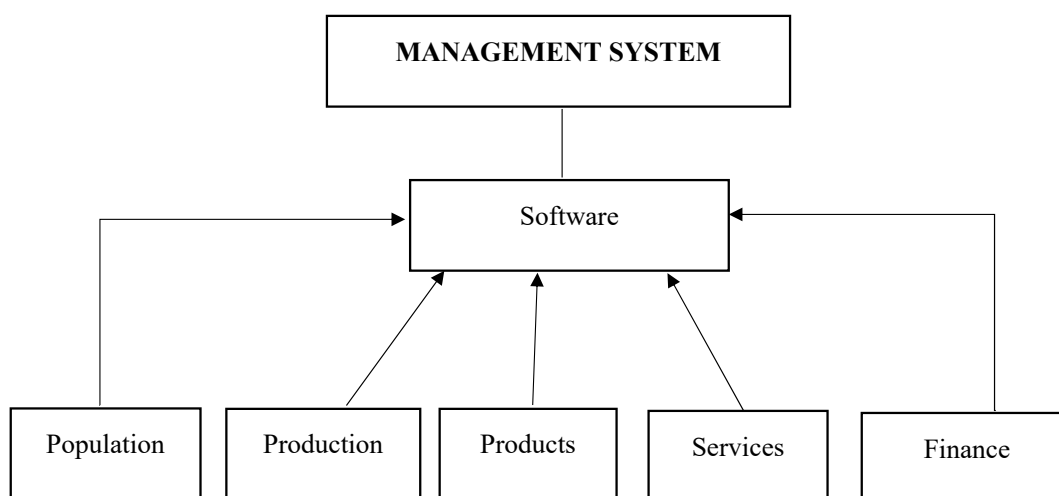 MANAGEMENT SYSTEM
Software
Population
Production
Products
Services
Finance